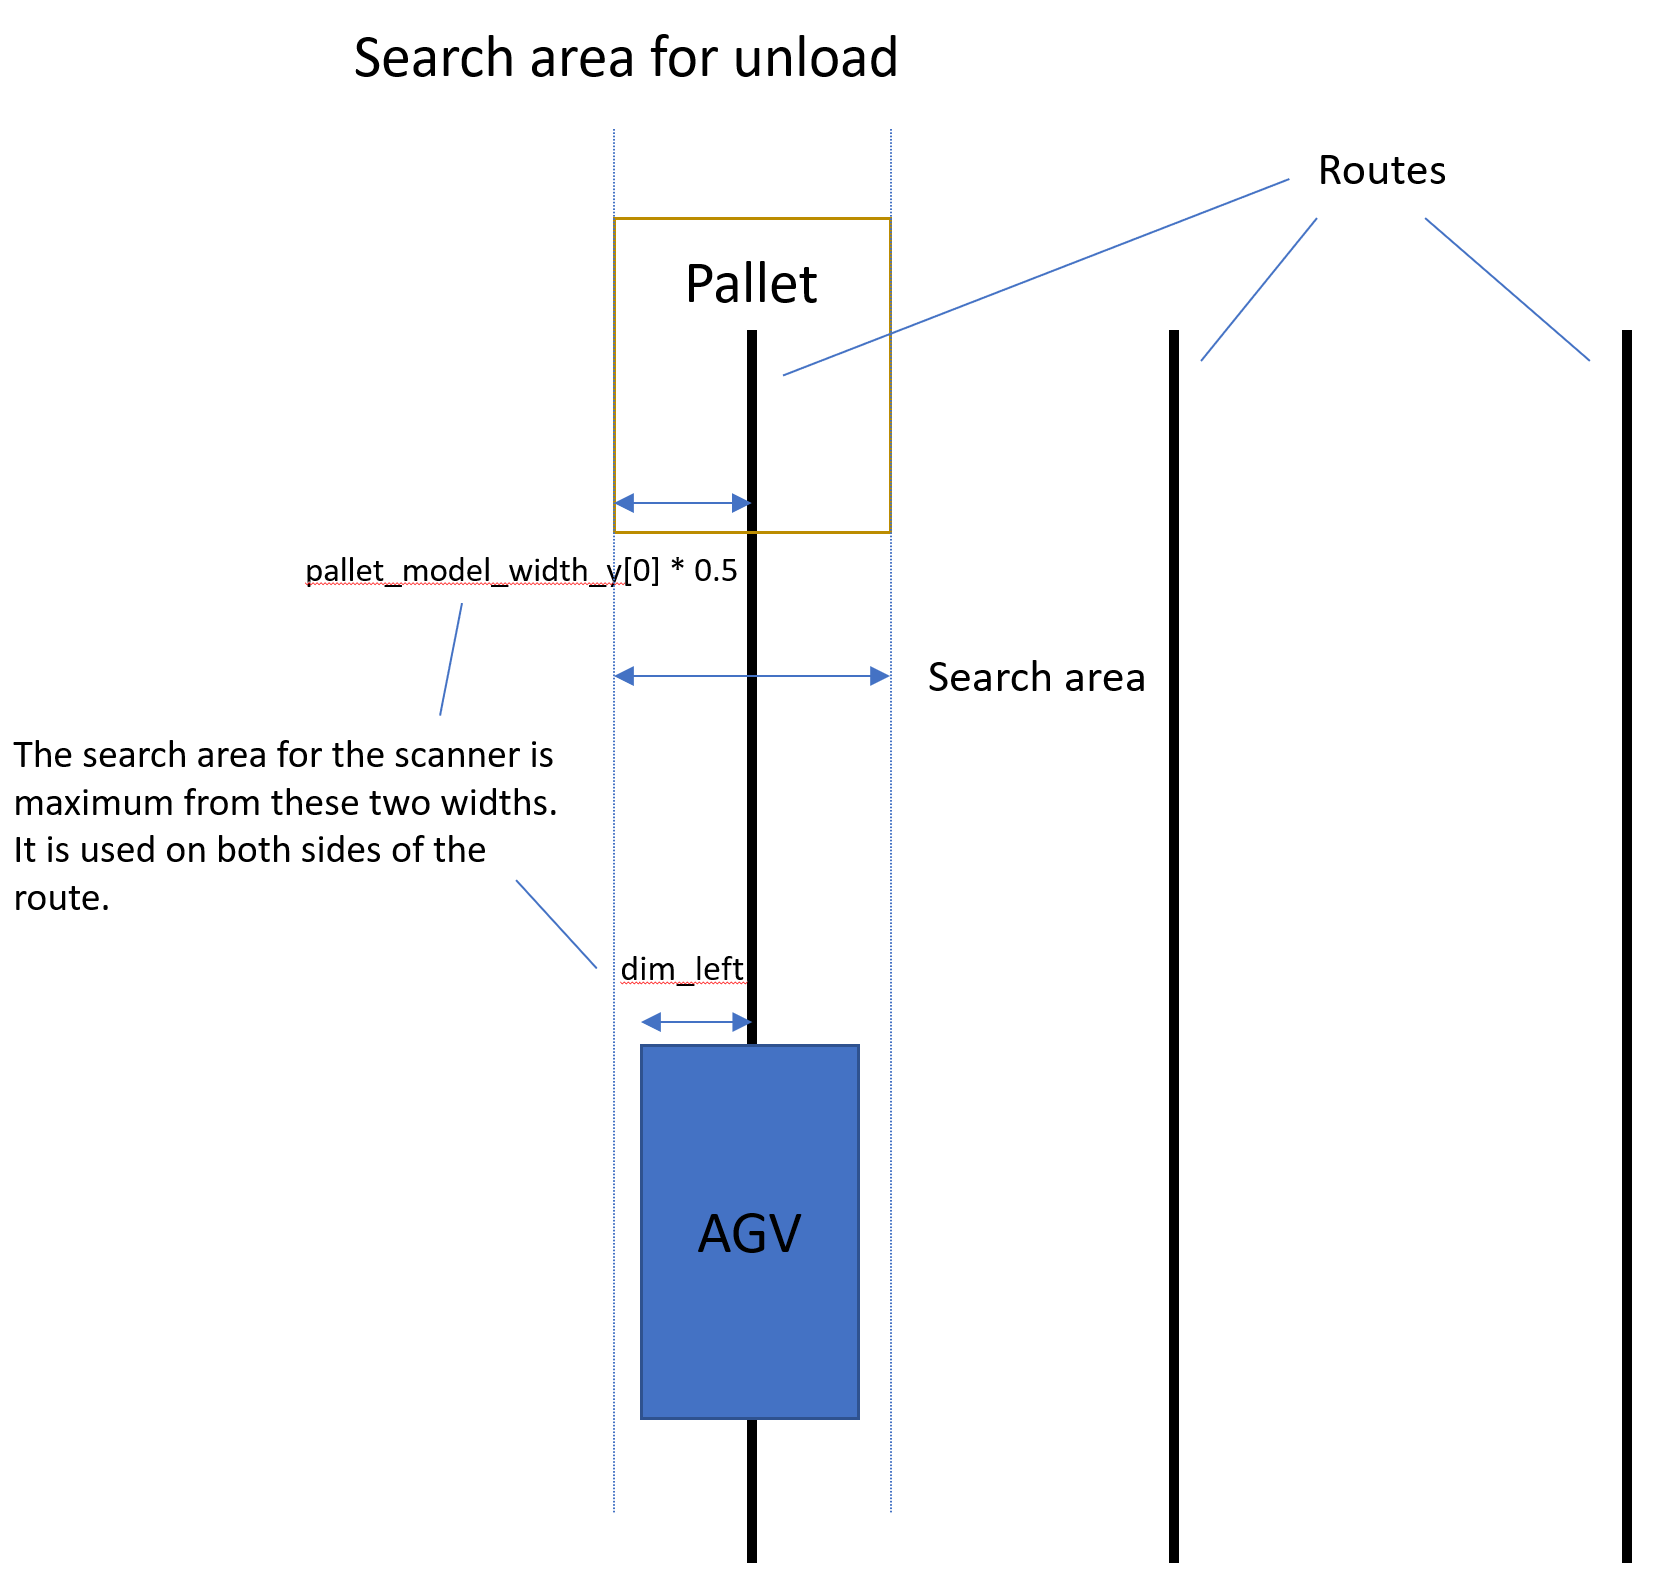 Search area for unload
Routes
Pallet
pallet_model_width_y[0] * 0.5
Search area
The search area for the scanner is
maximum from these two widths.
It is used on both sides of the
route.
dim_left
AGV